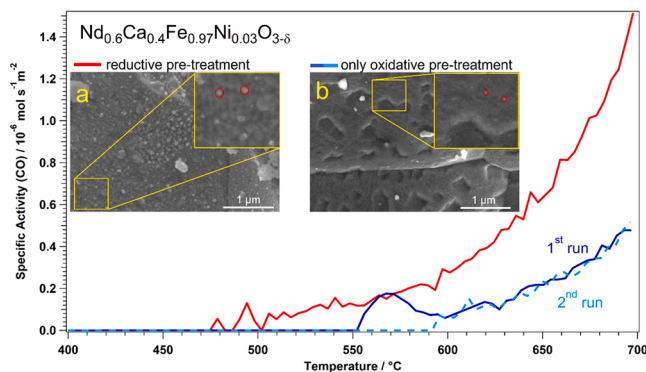 Nd0.6Ca0.4Fe0.97Ni0.03O3-δ
reductive pre-treatment
only oxidative pre-treatment
a
1 µm
b
1 µm
1st run
2nd run
Specific Activity (CO) / 10-6 mol s-1m-2
1.4
1.2
1.0
0.8
0.6
0.4
0.2
0.0
400
450
500
550
600
650
700
Temperature / °C